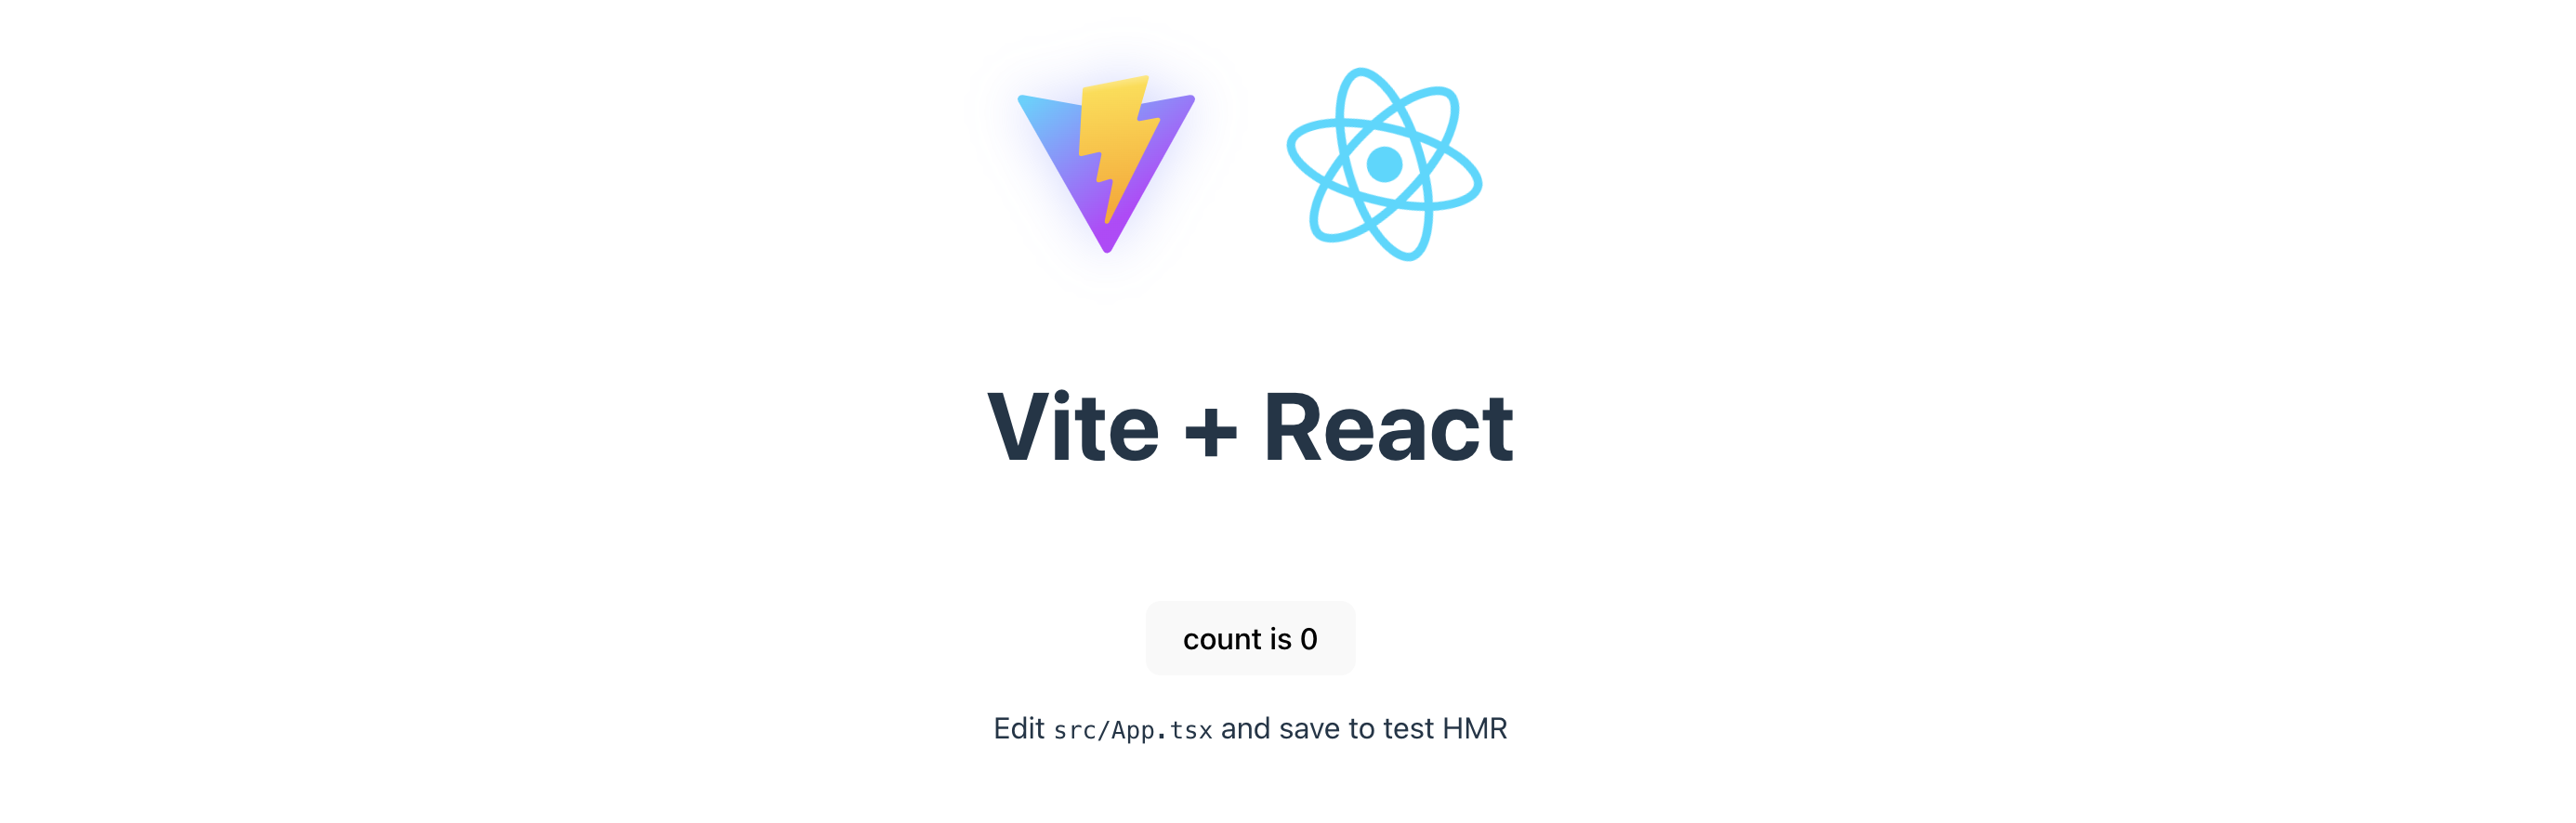 Vite + React
count is 0
Edit src/App.tsx and save to test HMR